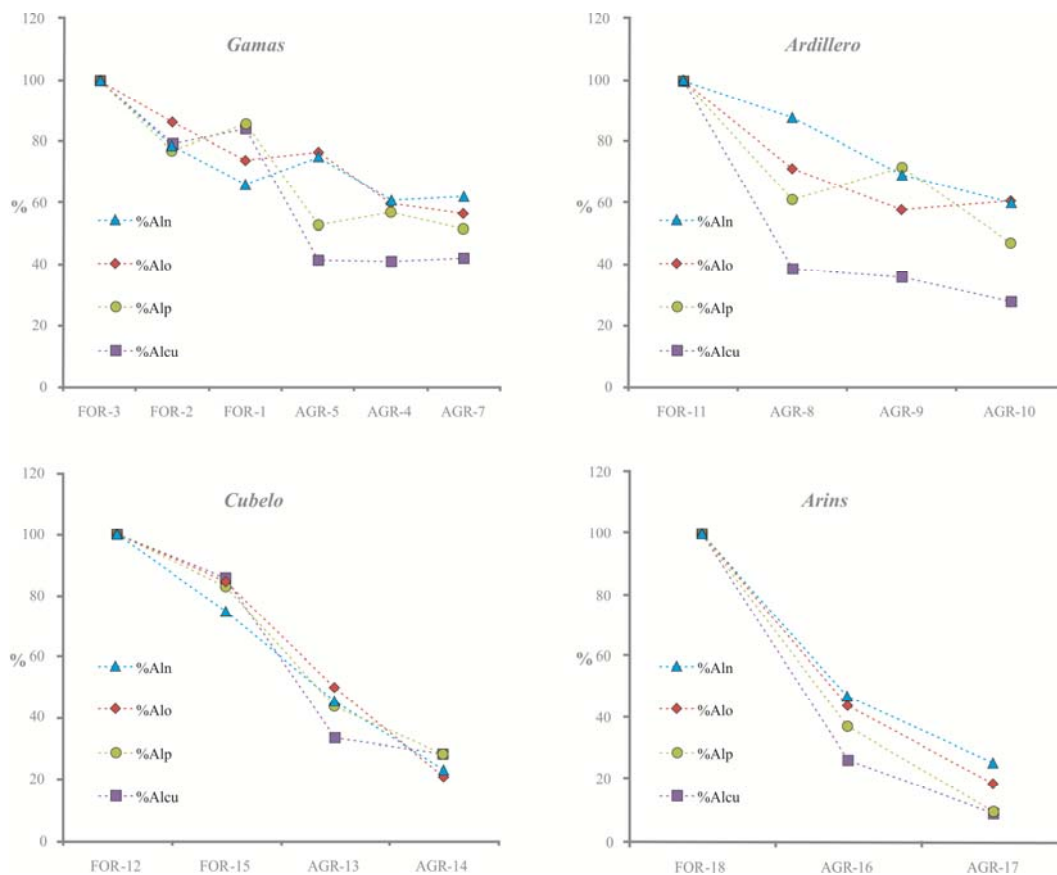 Gamas
120
100
80
60
40
20
0
%
%Aln
%Alo
%Alp
%Alcu
FOR-3 FOR-2 FOR-1 AGR-5 AGR-4 AGR-7
Ardillero
120
100
80
60
40
20
0
%
%Aln
%Alo
%Alp
%Alcu
FOR-11 AGR-8 AGR-9 AGR-10
Cubelo
120
100
80
60
40
20
0
%
%Aln
%Alo
%Alp
%Alcu
FOR-12 FOR-15 AGR-13 AGR-14
Arins
120
100
80
60
40
20
0
%
%Aln
%Alo
%Alp
%Alcu
FOR-18 AGR-16 AGR-17